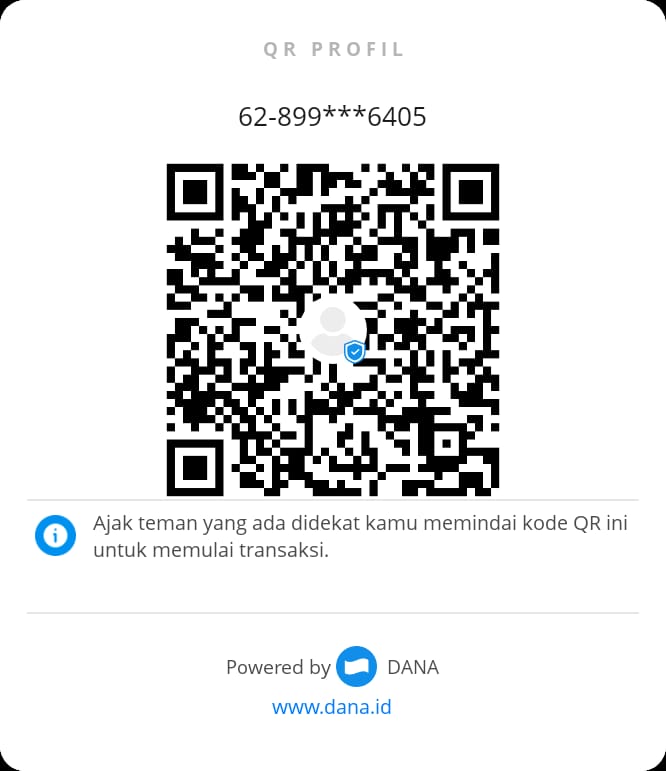 QR PROFIL
62-899***6405
Ajak teman yang ada didekat kamu memindai kode QR ini
untuk memulai transaksi.
Powered by DANA
www.dana.id